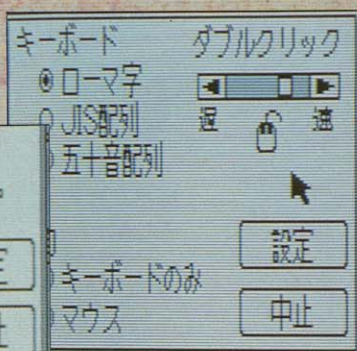 キーボード
ダブルクリック
ローマ字
JIS配列
五十音配列
遅
速
設定
キーボードのみ
マウス
中止